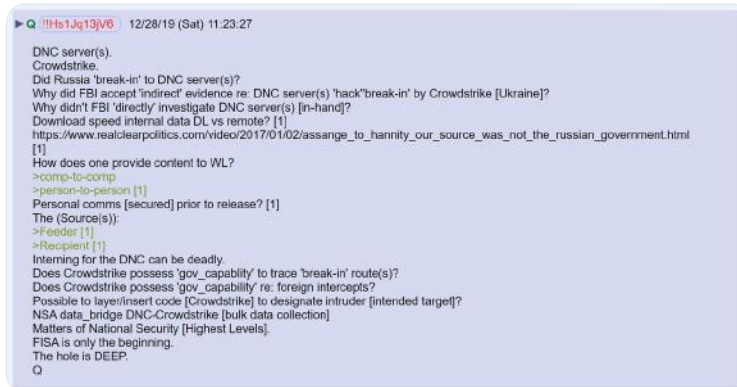 Q !!Hs1Jq13jV6 12/28/19 (Sat) 11:23:27
DNC server(s).
Crowdstrike.
Did Russia 'break-in' to DNC server(s)?
Why did FBI accept 'indirect' evidence re: DNC server(s) 'hack''break-in' by Crowdstrike [Ukraine]?
Why didn't FBI 'directly' investigate DNC server(s) [in-hand]?
Download speed internal data DL vs remote? [1]
https://www.realclearpolitics.com/video/2017/01/02/assange_to_hannity_our_source_was_not_the_russian_government.html
[1]
How does one provide content to WL?
>comp-to-comp
>person-to-person [1]
Personal comms [secured] prior to release? [1]
The (Source(s)):
>Feeder [1]
>Recipient [1]
Interning for the DNC can be deadly.
Does Crowdstrike possess 'gov_capablity' to trace 'break-in' route(s)?
Does Crowdstrike possess 'gov_capablity' re: foreign intercepts?
Possible to layer/insert code [Crowdstrike] to designate intruder [intended target]?
NSA data_bridge DNC-Crowdstrike [bulk data collection]
Matters of National Security [Highest Levels].
FISA is only the beginning.
The hole is DEEP.
Q